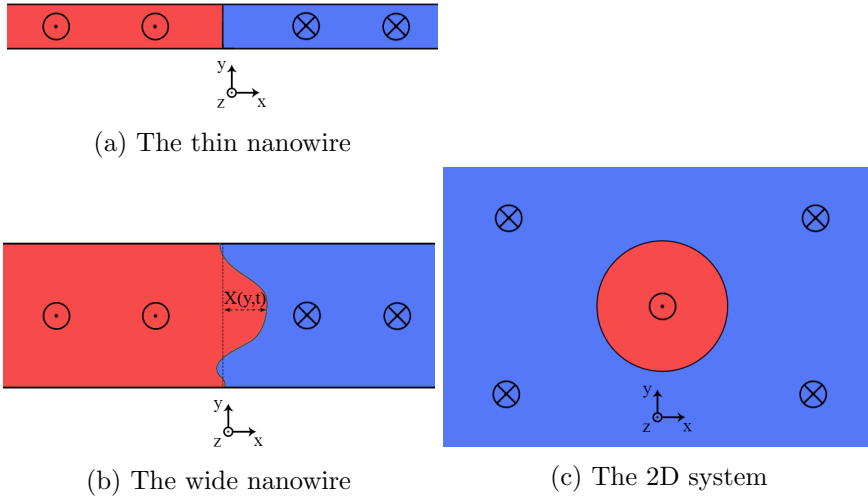 y
z x
(a) The thin nanowire
X(y,t)
y
z x
(b) The wide nanowire
y
z x
(c) The 2D system